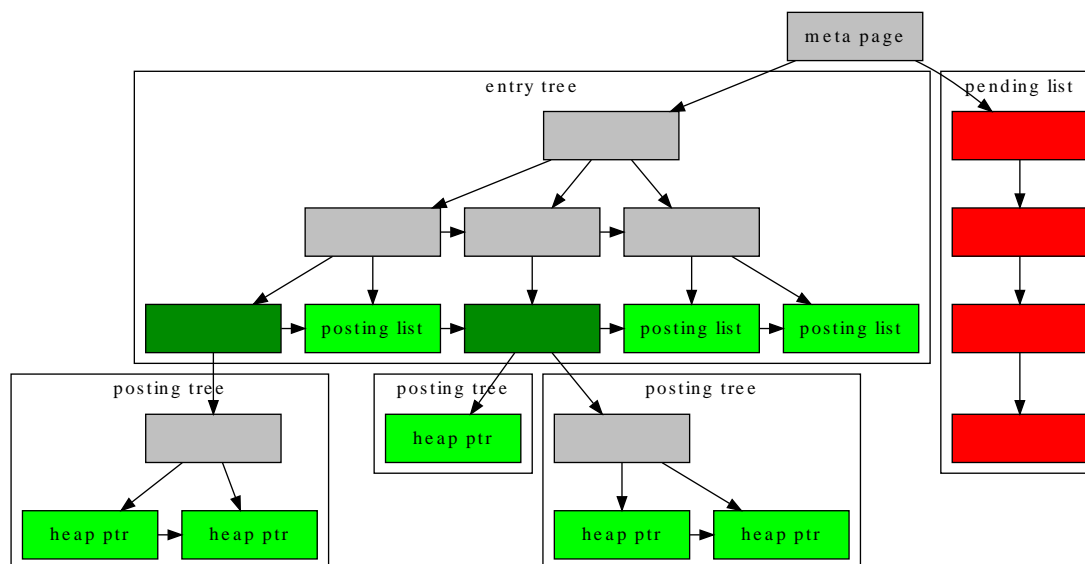 meta page
entry tree
pending list
posting list
posting list
posting list
posting tree
posting tree
posting tree
heap ptr
heap ptr
heap ptr
heap ptr
heap ptr